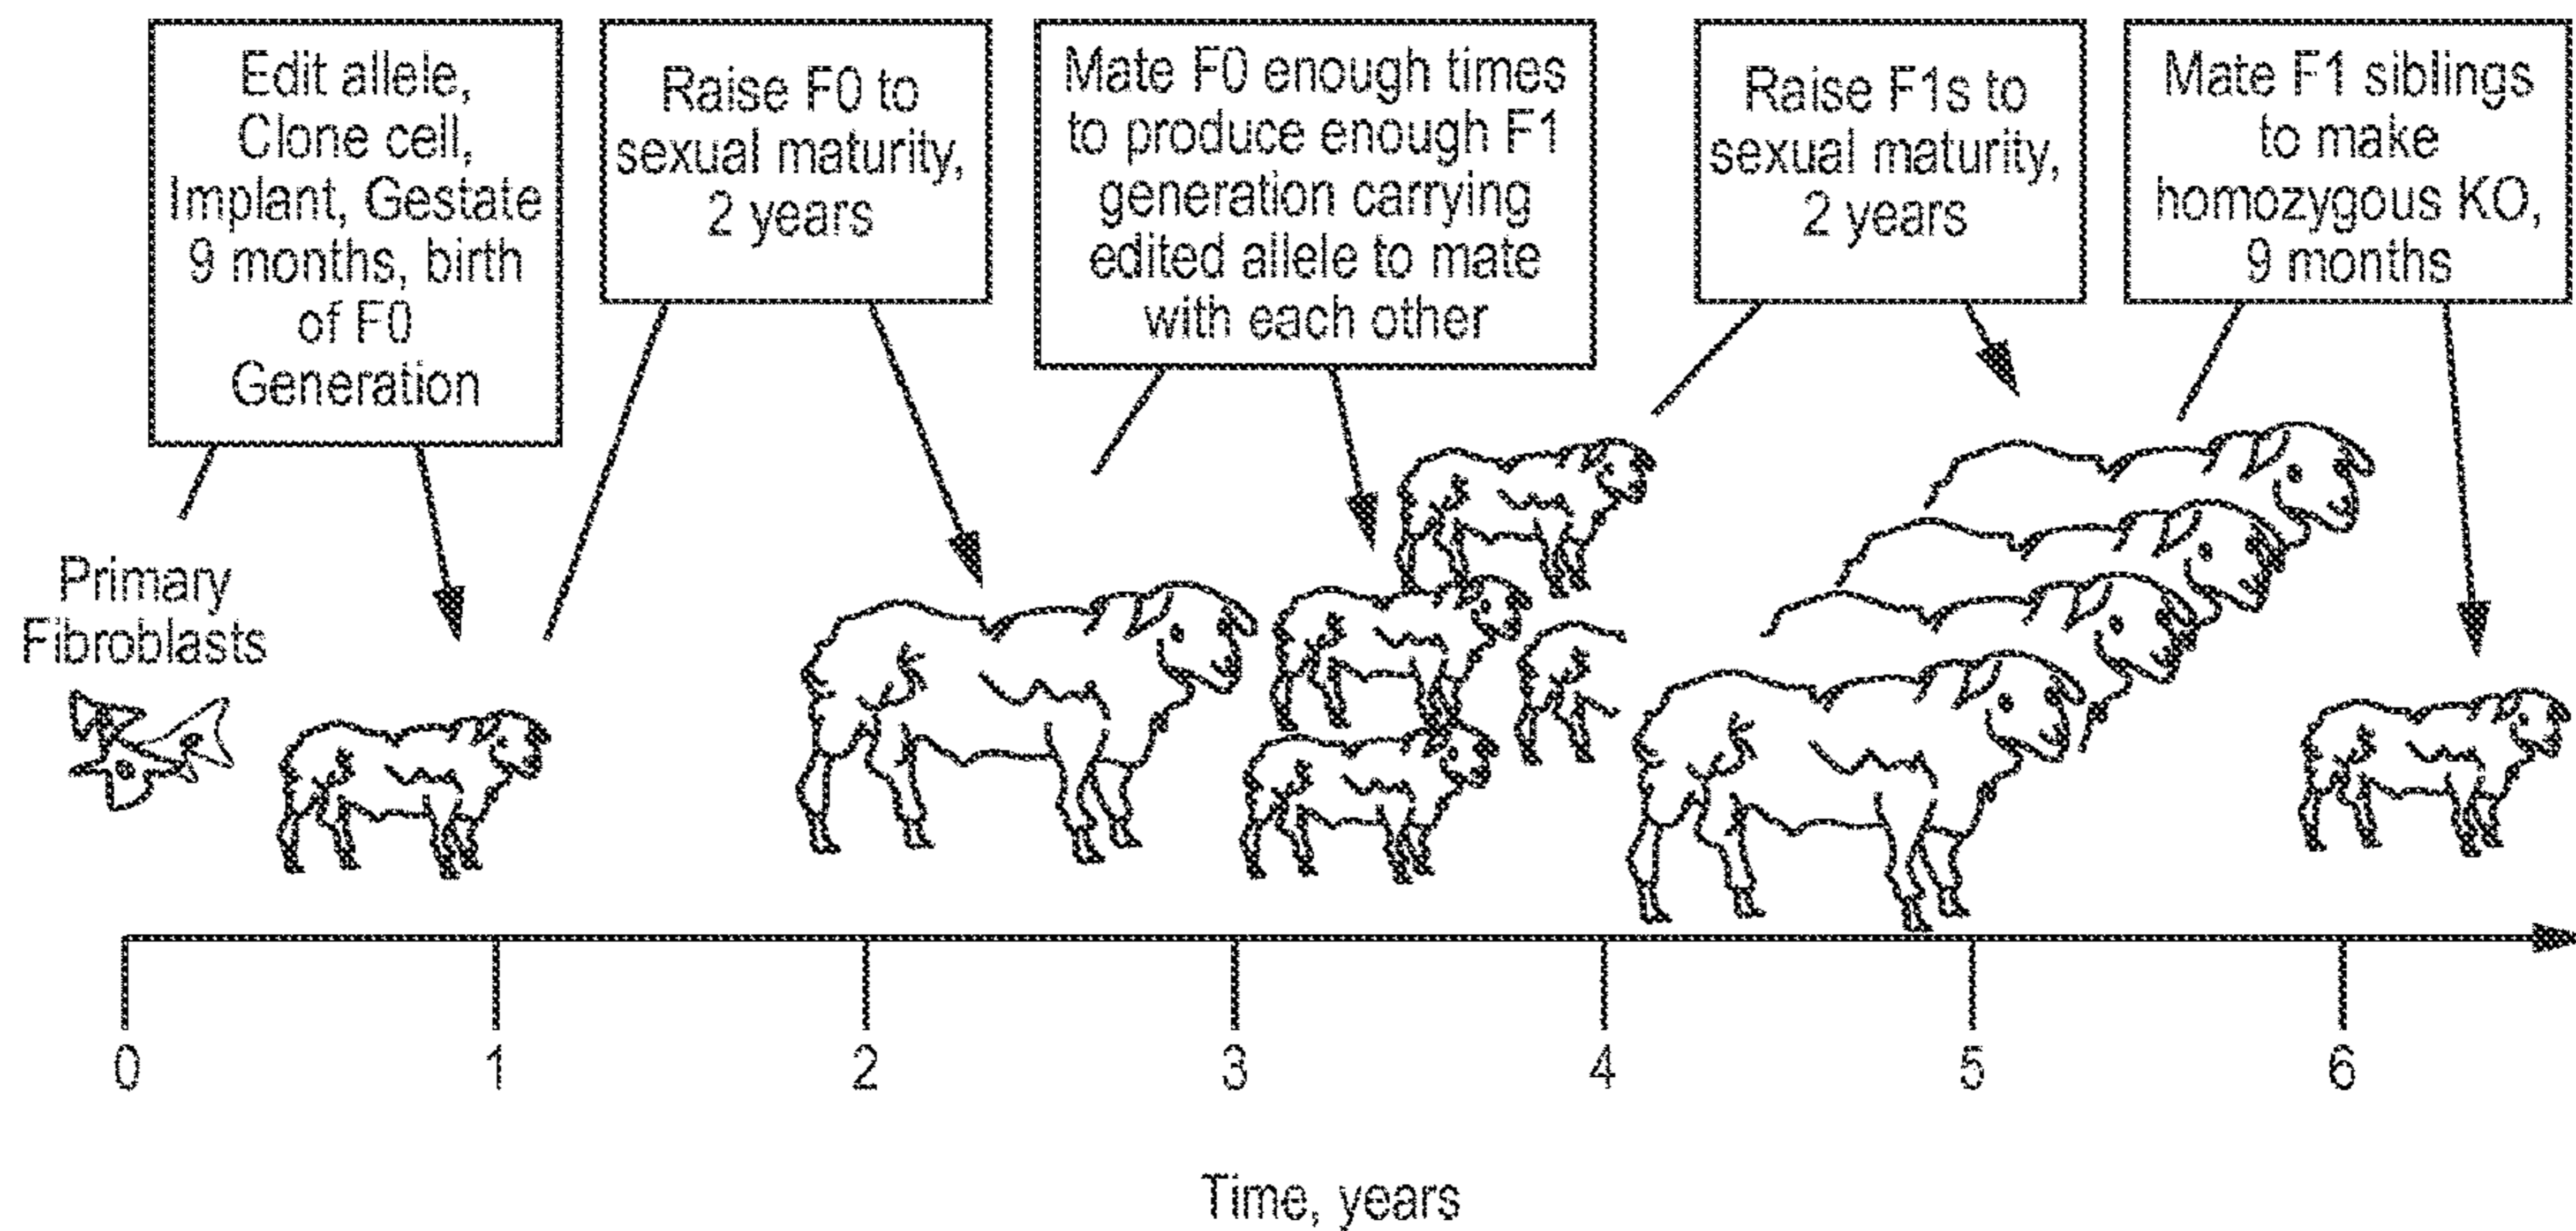 Edit allele,
Clone cell,
Implant, Gestate
9 months, birth
of F0
Generation
Raise F0 to
sexual maturity,
2 years
Mate F0 enough times
to produce enough F1
generation carrying
edited allele to mate
with each other
Raise F1s to
sexual maturity,
2 years
Mate F1 siblings
to make
homozygous KO,
9 months
Primary
Fibroblasts
0 1 2 3 4 5 6
Time, years